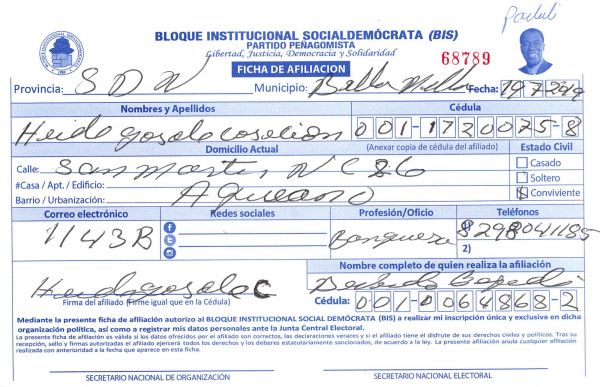 BLOQUE INSTITUCIONAL SOCIALDEMÓCRATA (BIS)
PARTIDO PEÑAGOMISTA
Libertad, Justicia, Democracia y Solidaridad
68789
FICHA DE AFILIACION
Provincia: SDN Municipio: Fecha: 19/7/2019
Nombres y Apellidos Cédula
001-1720075-8
Domicilio Actual (Anexar copia de cédula del afiliado) Estado Civil
Calle: San Martin, NC 86 Casado
#Casa / Apt. / Edificio: Soltero
Barrio / Urbanización: Conviviente
Correo electrónico Redes sociales Profesión/Oficio Teléfonos
1143B 8298041185
2)
Nombre completo de quien realiza la afiliación
Firma del afiliado (Firme igual que en la Cédula) Cédula: 001-0064868-2
Mediante la presente ficha de afiliación autorizo al BLOQUE INSTITUCIONAL SOCIAL DEMÓCRATA (BIS) a realizar mi inscripción única y exclusiva en dicha
organización política, así como a registrar mis datos personales ante la Junta Central Electoral.
La presente ficha de afiliación es válida si los datos ofrecidos por el afiliado son correctos, las declaraciones veraces y si el afiliado tiene el disfrute de sus derechos civiles y políticos. Tras su
recepción, sello y firmas autorizadas el afiliado ejercerá todos los derechos y los deberes estatutariamente sancionados, de acuerdo a la ley. La presente afiliación anula cualquier afiliación
realizada con anterioridad a la fecha que aparece en esta ficha.
SECRETARIO NACIONAL DE ORGANIZACIÓN SECRETARIO NACIONAL ELECTORAL